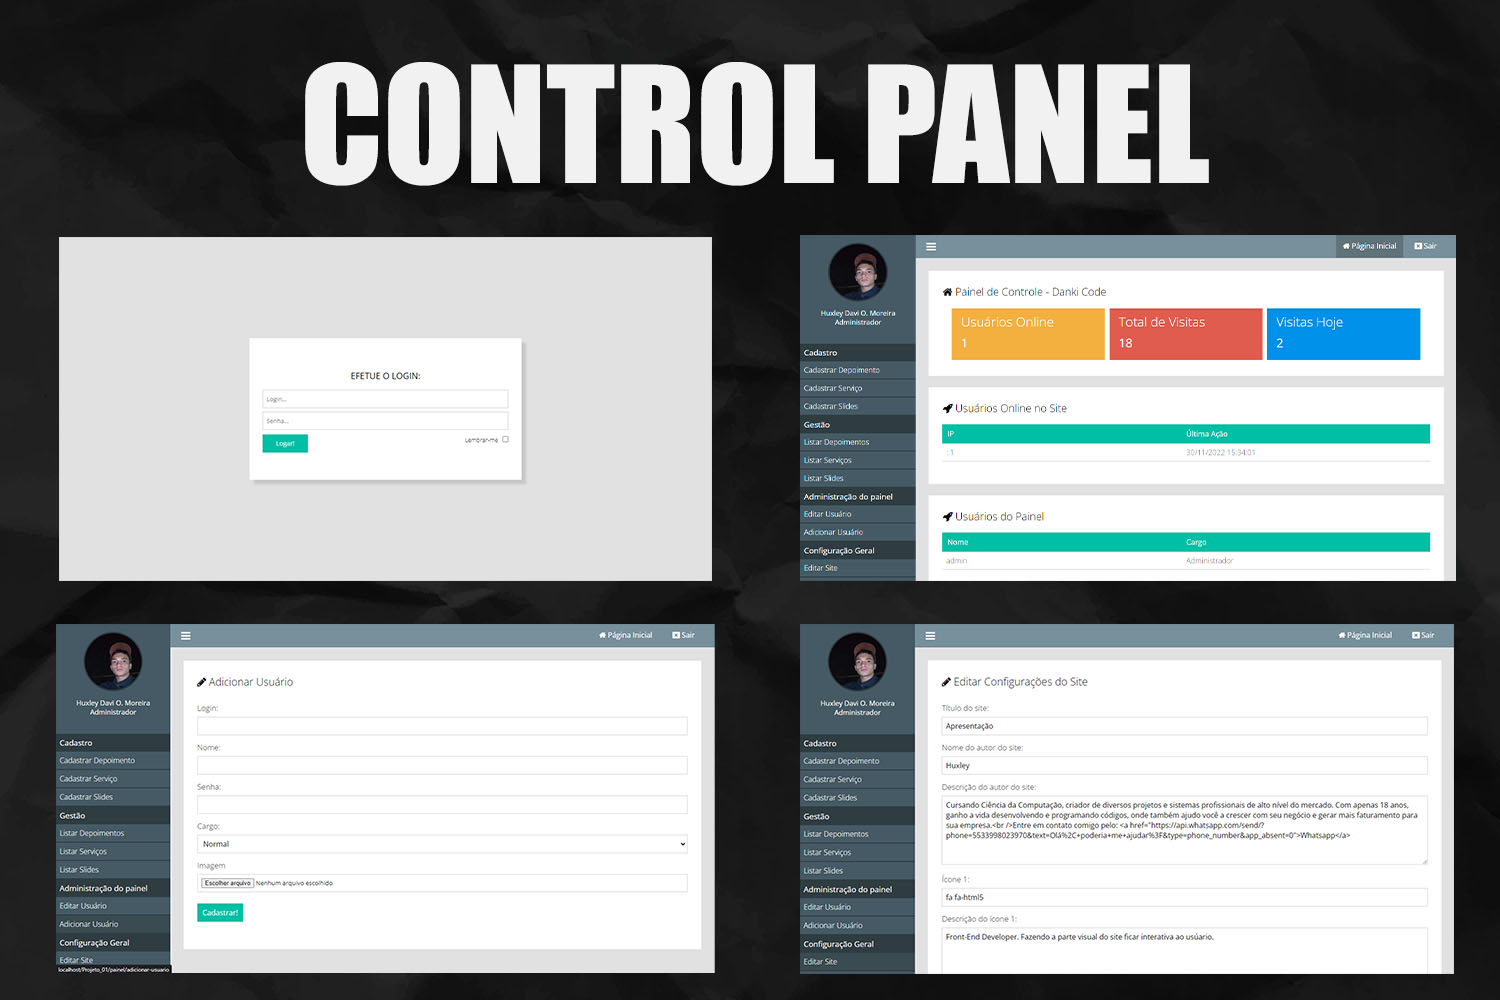 CONTROL PANEL
EFETUE O LOGIN:
Login...
Senha...
Logar!
Lembrar-me
Huxley Davi O. Moreira
Administrador
Cadastro
Cadastrar Depoimento
Cadastrar Serviço
Cadastrar Slides
Gestão
Listar Depoimentos
Listar Serviços
Listar Slides
Administração do painel
Editar Usuário
Adicionar Usuário
Configuração Geral
Editar Site
Página Inicial
Sair
Painel de Controle - Danki Code
Usuários Online
1
Total de Visitas
18
Visitas Hoje
2
Usuários Online no Site
IP Última Ação
::1 30/11/2022 15:34:01
Usuários do Painel
Nome Cargo
admin Administrador
Huxley Davi O. Moreira
Administrador
Cadastro
Cadastrar Depoimento
Cadastrar Serviço
Cadastrar Slides
Gestão
Listar Depoimentos
Listar Serviços
Listar Slides
Administração do painel
Editar Usuário
Adicionar Usuário
Configuração Geral
Editar Site
localhost/Projeto_01/painel/adicionar-usuario
Página Inicial
Sair
Adicionar Usuário
Login:
Nome:
Senha:
Cargo:
Normal
Imagem
Escolher arquivo Nenhum arquivo escolhido
Cadastrar!
Huxley Davi O. Moreira
Administrador
Cadastro
Cadastrar Depoimento
Cadastrar Serviço
Cadastrar Slides
Gestão
Listar Depoimentos
Listar Serviços
Listar Slides
Administração do painel
Editar Usuário
Adicionar Usuário
Configuração Geral
Editar Site
Página Inicial
Sair
Editar Configurações do Site
Título do site:
Apresentação
Nome do autor do site:
Huxley
Descrição do autor do site:
Cursando Ciência da Computação, criador de diversos projetos e sistemas profissionais de alto nível do mercado. Com apenas 18 anos,
ganho a vida desenvolvendo e programando códigos, onde também ajudo você a crescer com seu negócio e gerar mais faturamento para
sua empresa.<br />Entre em contato comigo pelo: <a href="https://api.whatsapp.com/send/?
phone=5533998023970&text=Olá%2C+poderia+me+ajudar%3F&type=phone_number&app_absent=0">Whatsapp</a>
Ícone 1:
fa fa-html5
Descrição do ícone 1:
Front-End Developer. Fazendo a parte visual do site ficar interativa ao usúario.